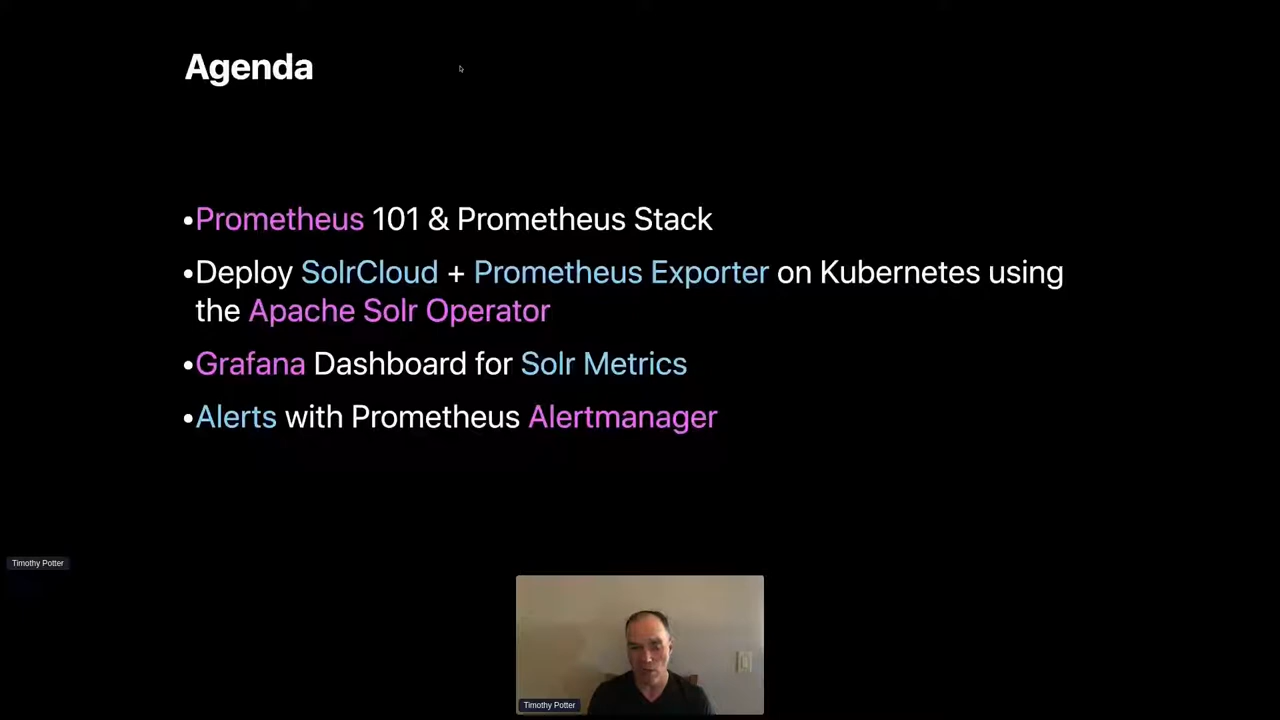 Agenda
•Prometheus 101 & Prometheus Stack
•Deploy SolrCloud + Prometheus Exporter on Kubernetes using
the Apache Solr Operator
•Grafana Dashboard for Solr Metrics
•Alerts with Prometheus Alertmanager
Timothy Potter
Timothy Potter